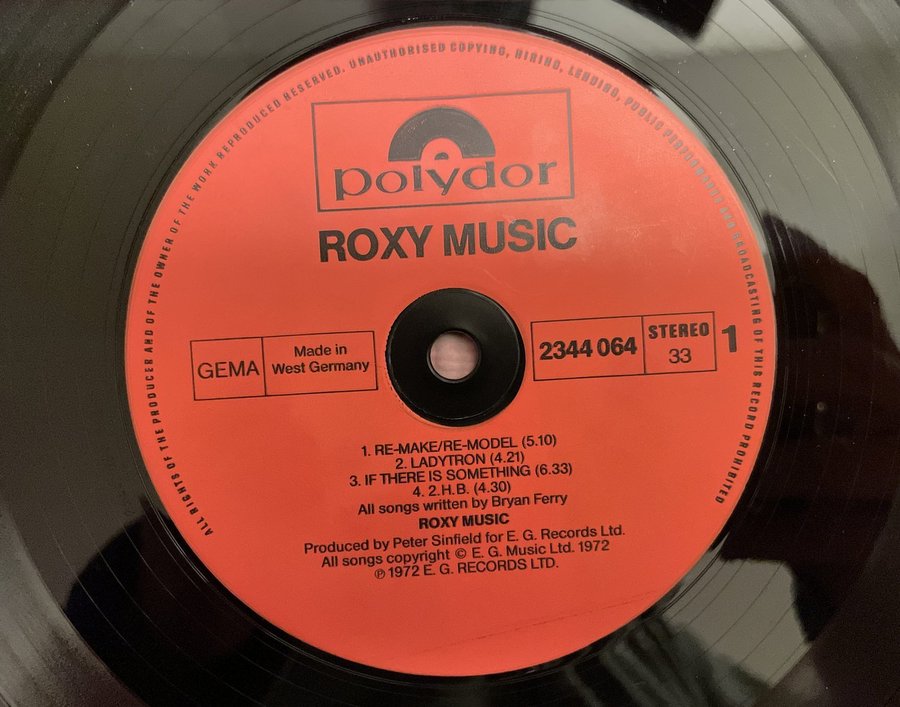 ALL RIGHTS OF THE PRODUCER AND OF THE OWNER OF THE WORK REPRODUCED RESERVED. UNAUTHORISED COPYING, HIRING, LENDING, PUBLIC PERFORMANCE AND BROADCASTING OF THIS RECORD PROHIBITED
polydor
ROXY MUSIC
GEMA
Made in
West Germany
2344 064
STEREO
33
1
1. RE-MAKE/RE-MODEL (5.10)
2. LADYTRON (4.21)
3. IF THERE IS SOMETHING (6.33)
4. 2.H.B. (4.30)
All songs written by Bryan Ferry
ROXY MUSIC
Produced by Peter Sinfield for E. G. Records Ltd.
All songs copyright © E. G. Music Ltd. 1972
℗ 1972 E. G. RECORDS LTD.